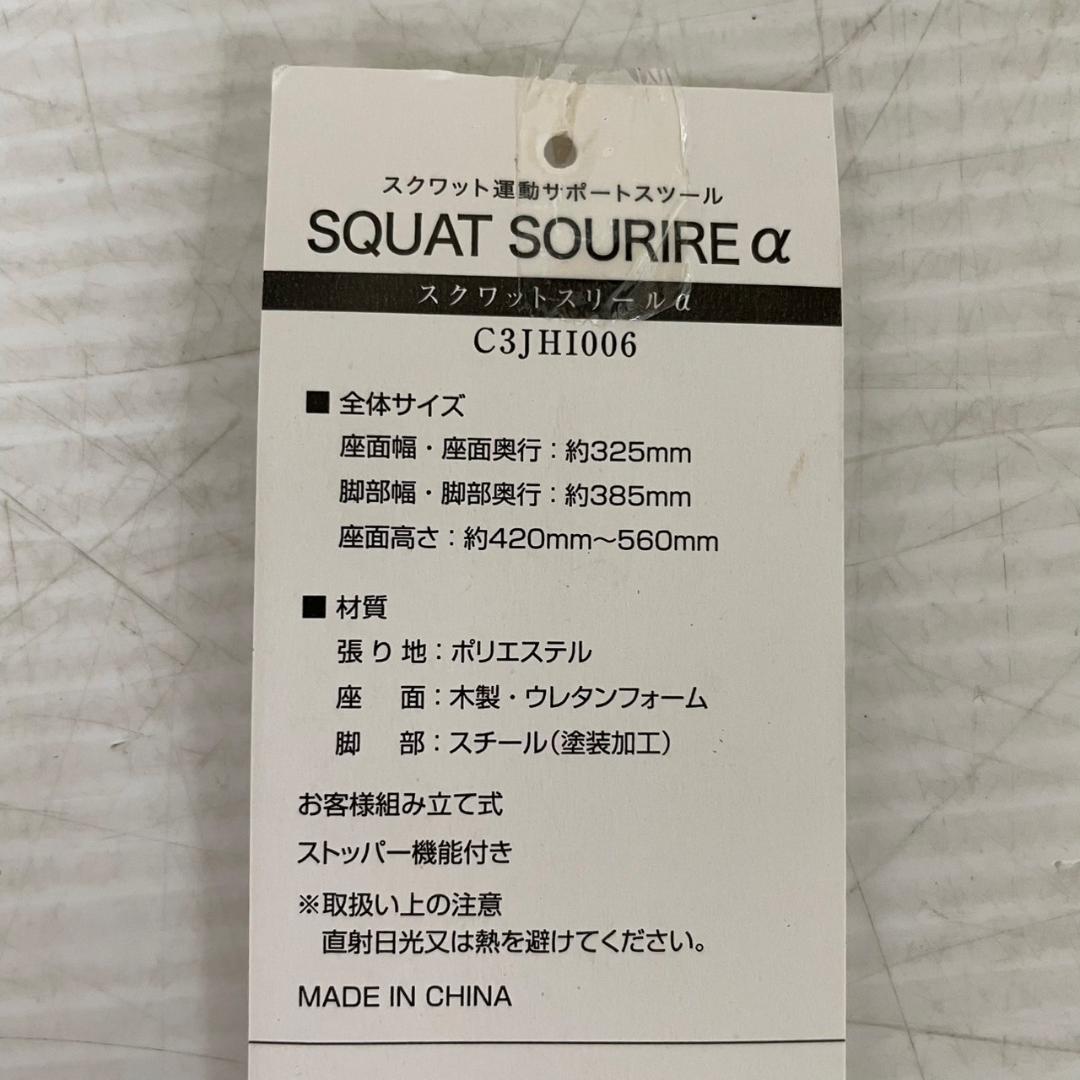 スクワット運動サポートスツール
SQUAT SOURIRE α
スクワットスリールα
C3JHI006
■ 全体サイズ
座面幅・座面奥行:約325mm
脚部幅・脚部奥行:約385mm
座面高さ:約420mm～560mm
■ 材質
張り地:ポリエステル
座 面:木製・ウレタンフォーム
脚 部:スチール(塗装加工)
お客様組み立て式
ストッパー機能付き
※取扱い上の注意
直射日光又は熱を避けてください。
MADE IN CHINA